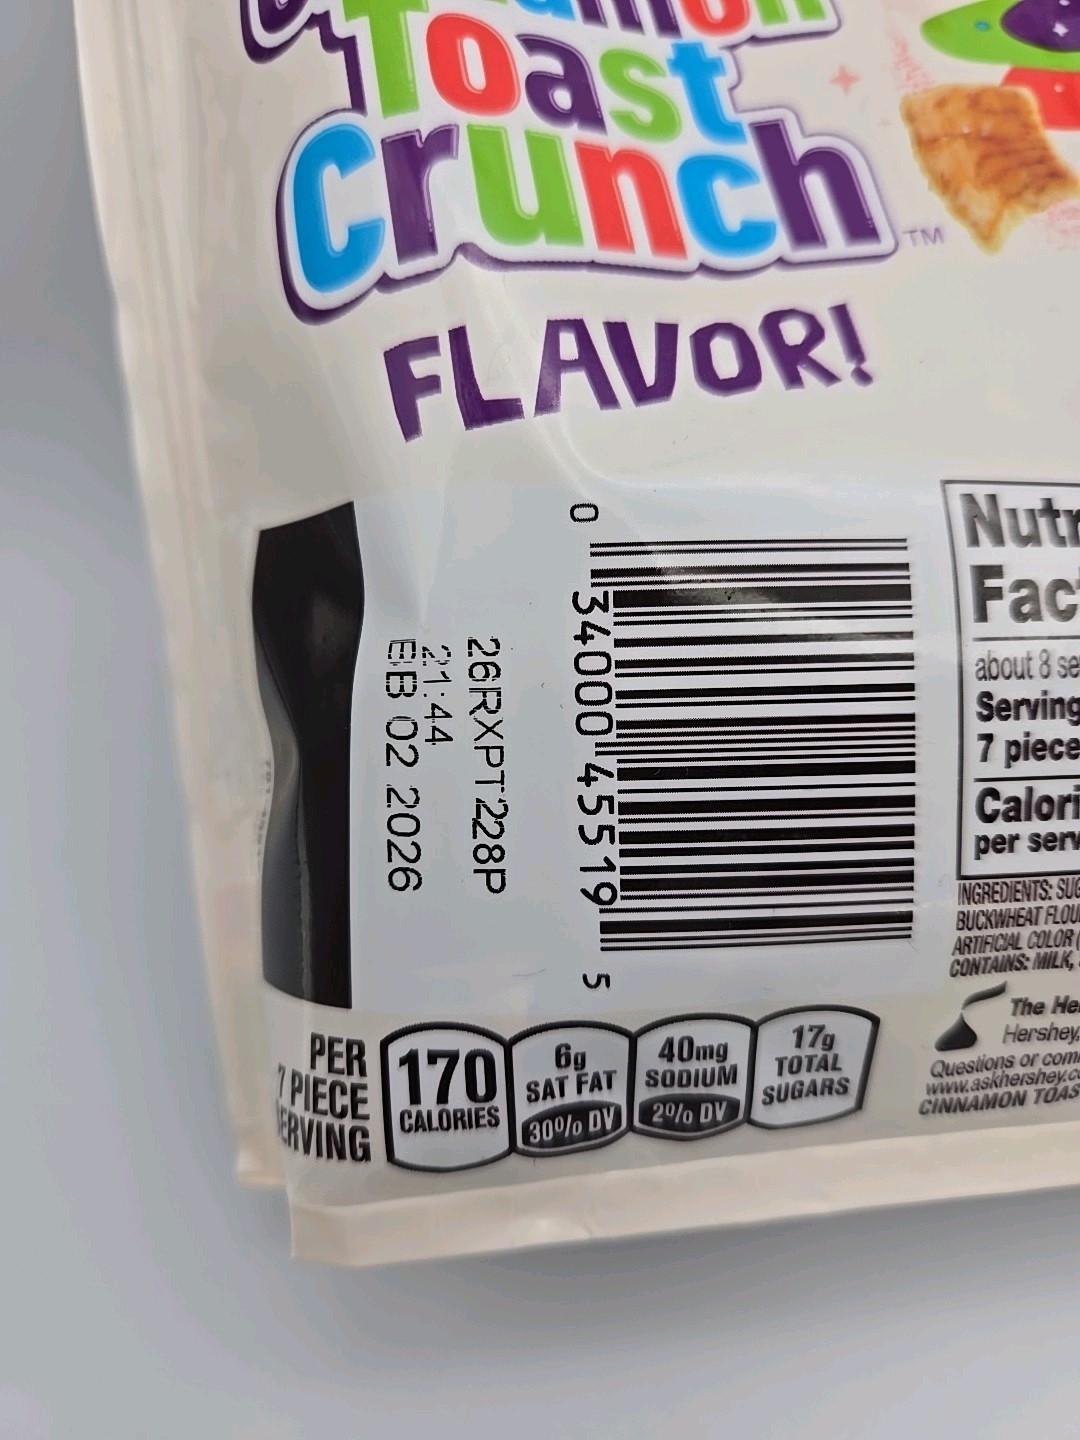 Toast
Crunch
TM
FLAVOR!
26RXPT228P
21:44
BB 02 2026
0 34000 45519 5
Nutr
Fac
about 8 se
Serving
7 piece
Calori
per serv
INGREDIENTS: SUG
BUCKWHEAT FLOU
ARTIFICIAL COLOR (
CONTAINS: MILK,
The He
Hershey,
Questions or com
www.askhershey.c
CINNAMON TOAS
PER
7 PIECE
SERVING
170
CALORIES
6g
SAT FAT
30% DV
40mg
SODIUM
2% DV
17g
TOTAL
SUGARS